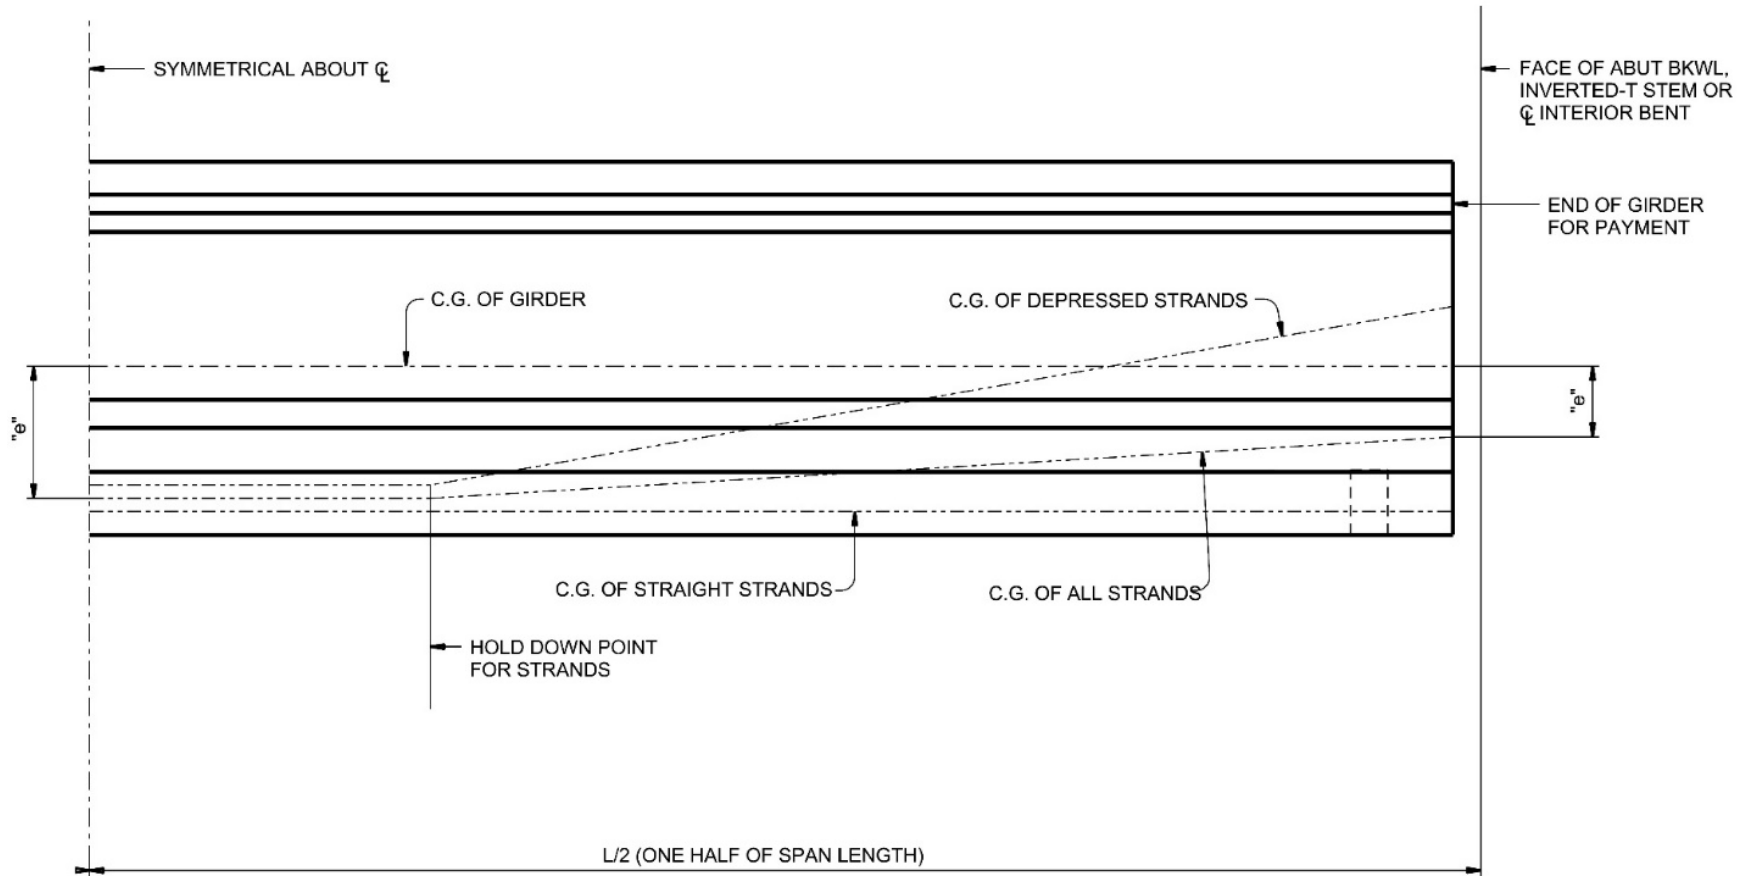 SYMMETRICAL ABOUT ℄
FACE OF ABUT BKWL,
INVERTED-T STEM OR
℄ INTERIOR BENT
END OF GIRDER
FOR PAYMENT
C.G. OF GIRDER
C.G. OF DEPRESSED STRANDS
"e"
"e"
C.G. OF STRAIGHT STRANDS
C.G. OF ALL STRANDS
HOLD DOWN POINT
FOR STRANDS
L/2 (ONE HALF OF SPAN LENGTH)